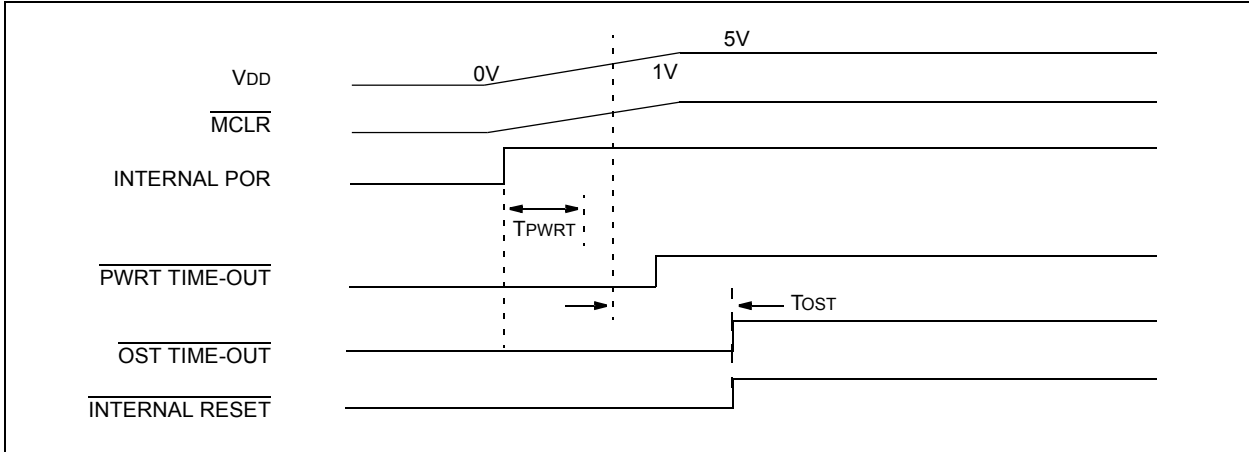 5V
VDD 0V 1V
MCLR
INTERNAL POR
TPWRT
PWRT TIME-OUT
TOST
OST TIME-OUT
INTERNAL RESET